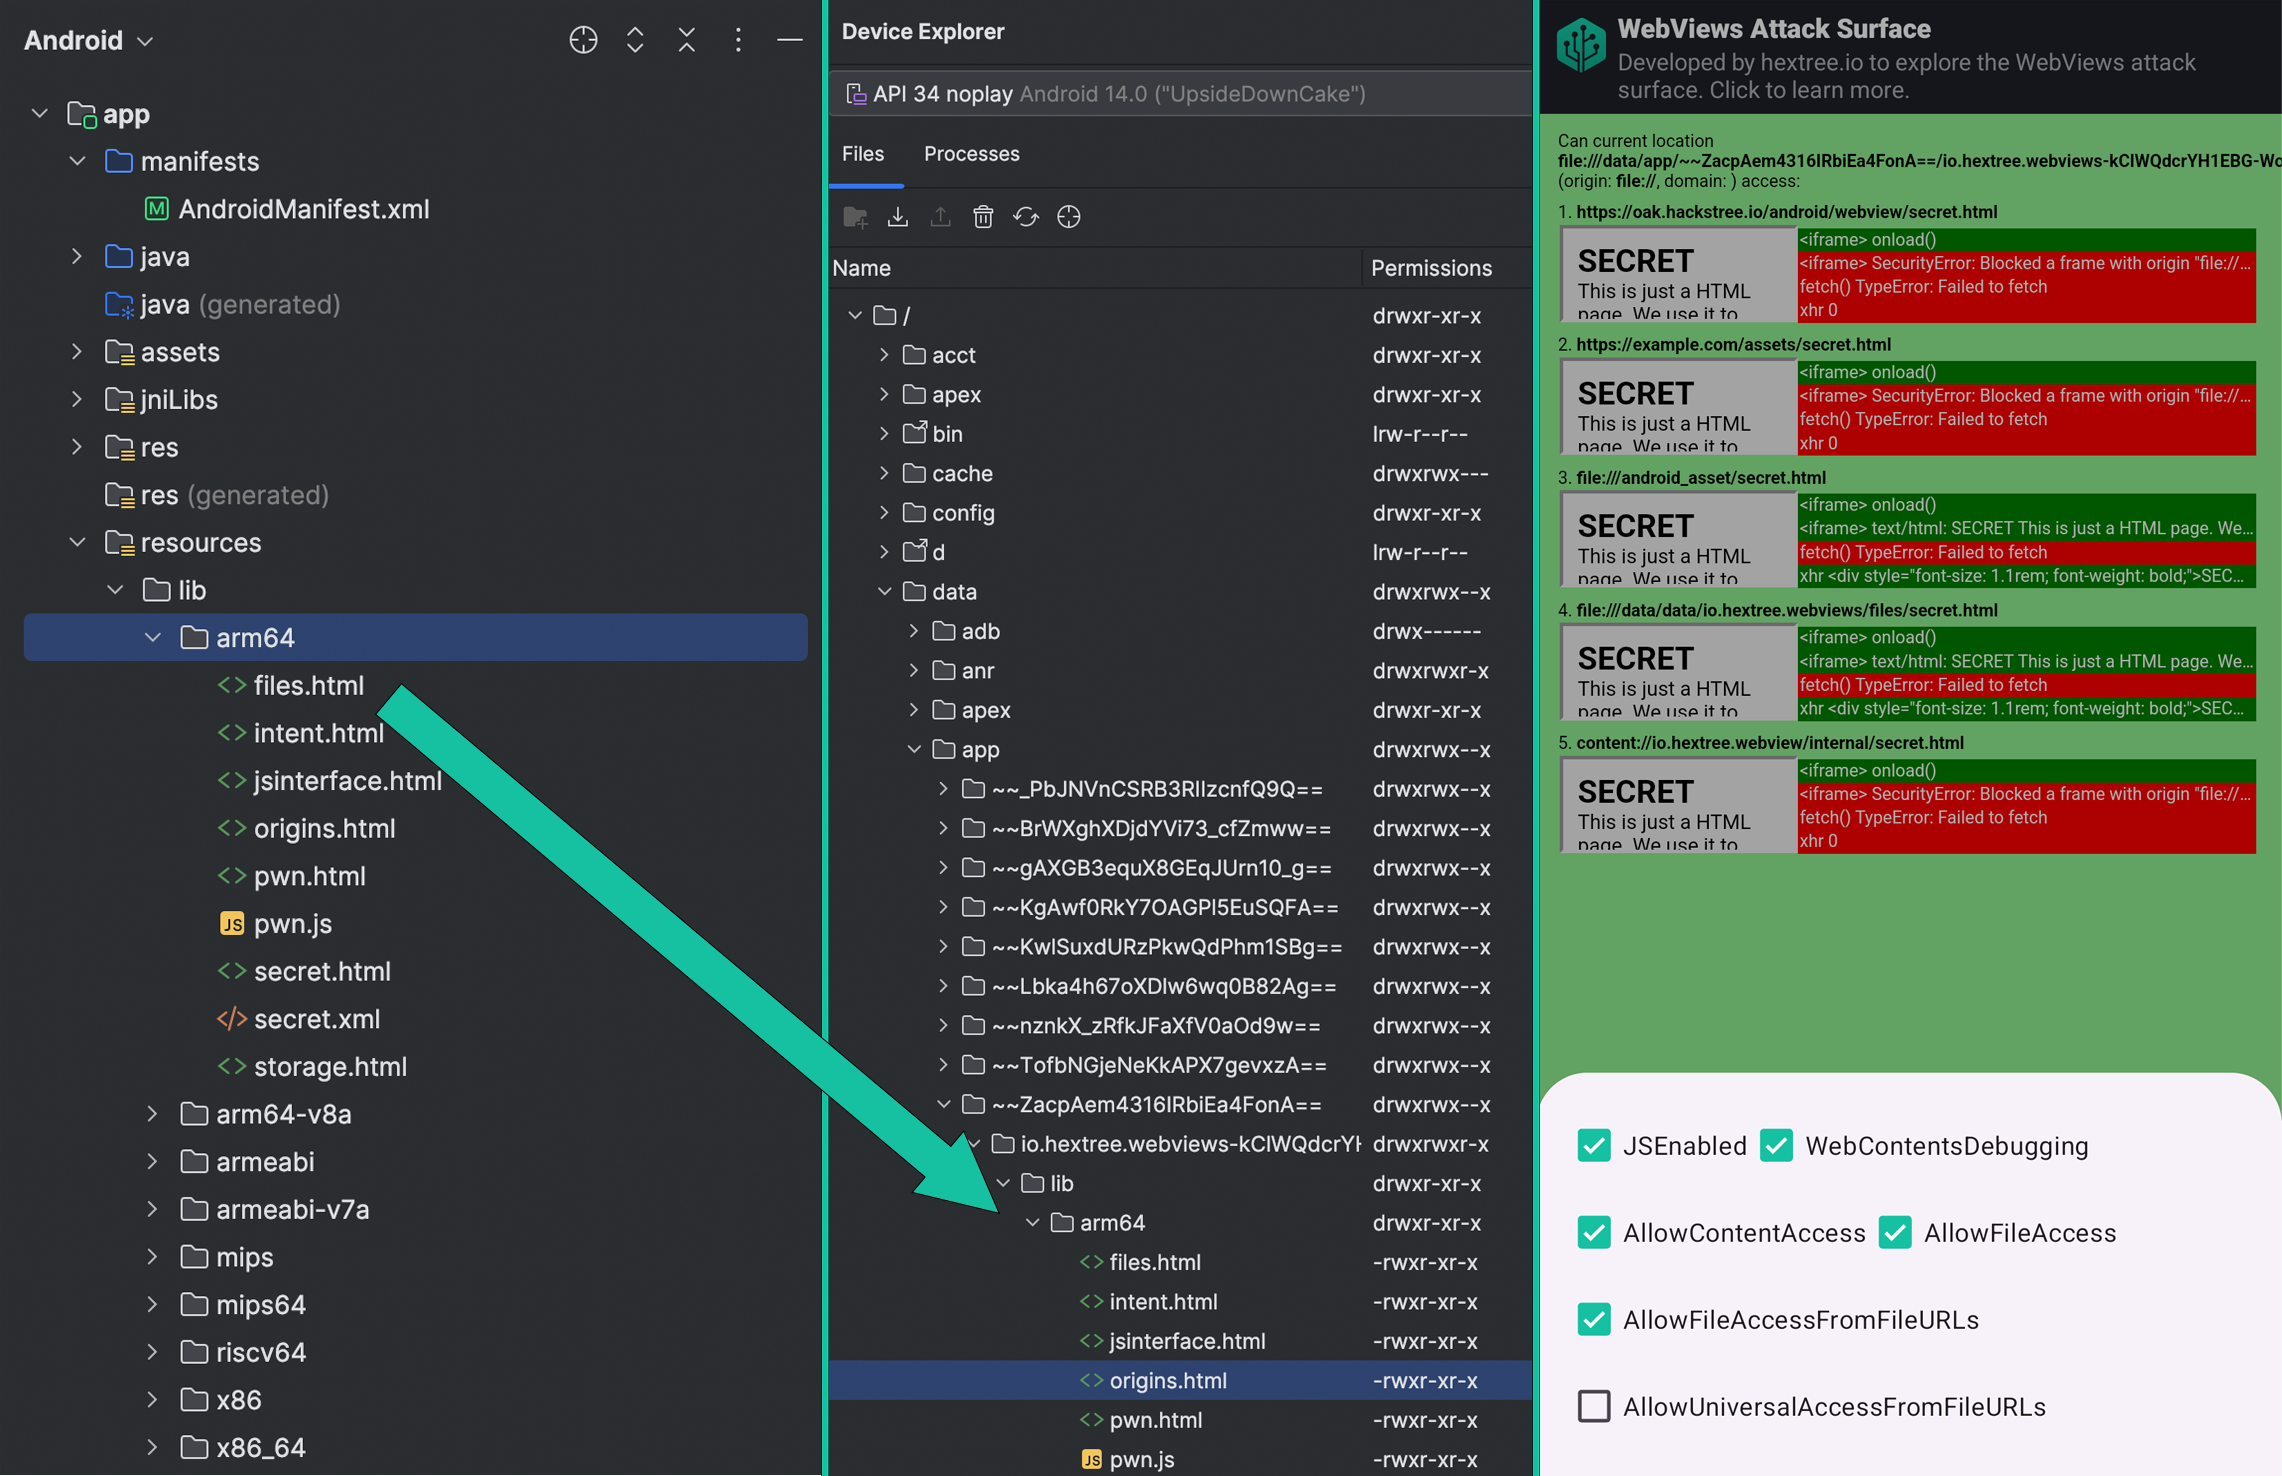 Android
app
manifests
AndroidManifest.xml
java
java (generated)
assets
jniLibs
res
res (generated)
resources
lib
arm64
files.html
intent.html
jsinterface.html
origins.html
pwn.html
JS pwn.js
secret.html
secret.xml
storage.html
arm64-v8a
armeabi
armeabi-v7a
mips
mips64
riscv64
x86
x86_64
Device Explorer
API 34 noplay Android 14.0 ("UpsideDownCake")
Files Processes
Name Permissions
/ drwxr-xr-x
acct drwxr-xr-x
apex drwxr-xr-x
bin lrw-r--r--
cache drwxrwx---
config drwxr-xr-x
d lrw-r--r--
data drwxrwx--x
adb drwx------
anr drwxrwxr-x
apex drwxr-xr-x
app drwxrwx--x
~~_PbJNVnCSRB3RlIzcnfQ9Q== drwxrwx--x
~~BrWXghXDjdYVi73_cfZmww== drwxrwx--x
~~gAXGB3equX8GEqJUrn10_g== drwxrwx--x
~~KgAwf0RkY7OAGPl5EuSQFA== drwxrwx--x
~~KwlSuxdURzPkwQdPhm1SBg== drwxrwx--x
~~Lbka4h67oXDlw6wq0B82Ag== drwxrwx--x
~~nznkX_zRfkJFaXfV0aOd9w== drwxrwx--x
~~TofbNGjeNeKkAPX7gevxzA== drwxrwx--x
~~ZacpAem4316IRbiEa4FonA== drwxrwx--x
io.hextree.webviews-kClWQdcrYH drwxrwxr-x
lib drwxr-xr-x
arm64 drwxr-xr-x
files.html -rwxr-xr-x
intent.html -rwxr-xr-x
jsinterface.html -rwxr-xr-x
origins.html -rwxr-xr-x
pwn.html -rwxr-xr-x
JS pwn.js -rwxr-xr-x
WebViews Attack Surface
Developed by hextree.io to explore the WebViews attack
surface. Click to learn more.
Can current location
file:///data/app/~~ZacpAem4316IRbiEa4FonA==/io.hextree.webviews-kClWQdcrYH1EBG-Wo
(origin: file://, domain: ) access:
1. https://oak.hackstree.io/android/webview/secret.html
SECRET
This is just a HTML
page. We use it to
<iframe> onload()
<iframe> SecurityError: Blocked a frame with origin "file://...
fetch() TypeError: Failed to fetch
xhr 0
2. https://example.com/assets/secret.html
SECRET
This is just a HTML
page. We use it to
<iframe> onload()
<iframe> SecurityError: Blocked a frame with origin "file://...
fetch() TypeError: Failed to fetch
xhr 0
3. file:///android_asset/secret.html
SECRET
This is just a HTML
page. We use it to
<iframe> onload()
<iframe> text/html: SECRET This is just a HTML page. We...
fetch() TypeError: Failed to fetch
xhr <div style="font-size: 1.1rem; font-weight: bold;">SEC...
4. file:///data/data/io.hextree.webviews/files/secret.html
SECRET
This is just a HTML
page. We use it to
<iframe> onload()
<iframe> text/html: SECRET This is just a HTML page. We...
fetch() TypeError: Failed to fetch
xhr <div style="font-size: 1.1rem; font-weight: bold;">SEC...
5. content://io.hextree.webview/internal/secret.html
SECRET
This is just a HTML
page. We use it to
<iframe> onload()
<iframe> SecurityError: Blocked a frame with origin "file://...
fetch() TypeError: Failed to fetch
xhr 0
JSEnabled WebContentsDebugging
AllowContentAccess AllowFileAccess
AllowFileAccessFromFileURLs
AllowUniversalAccessFromFileURLs